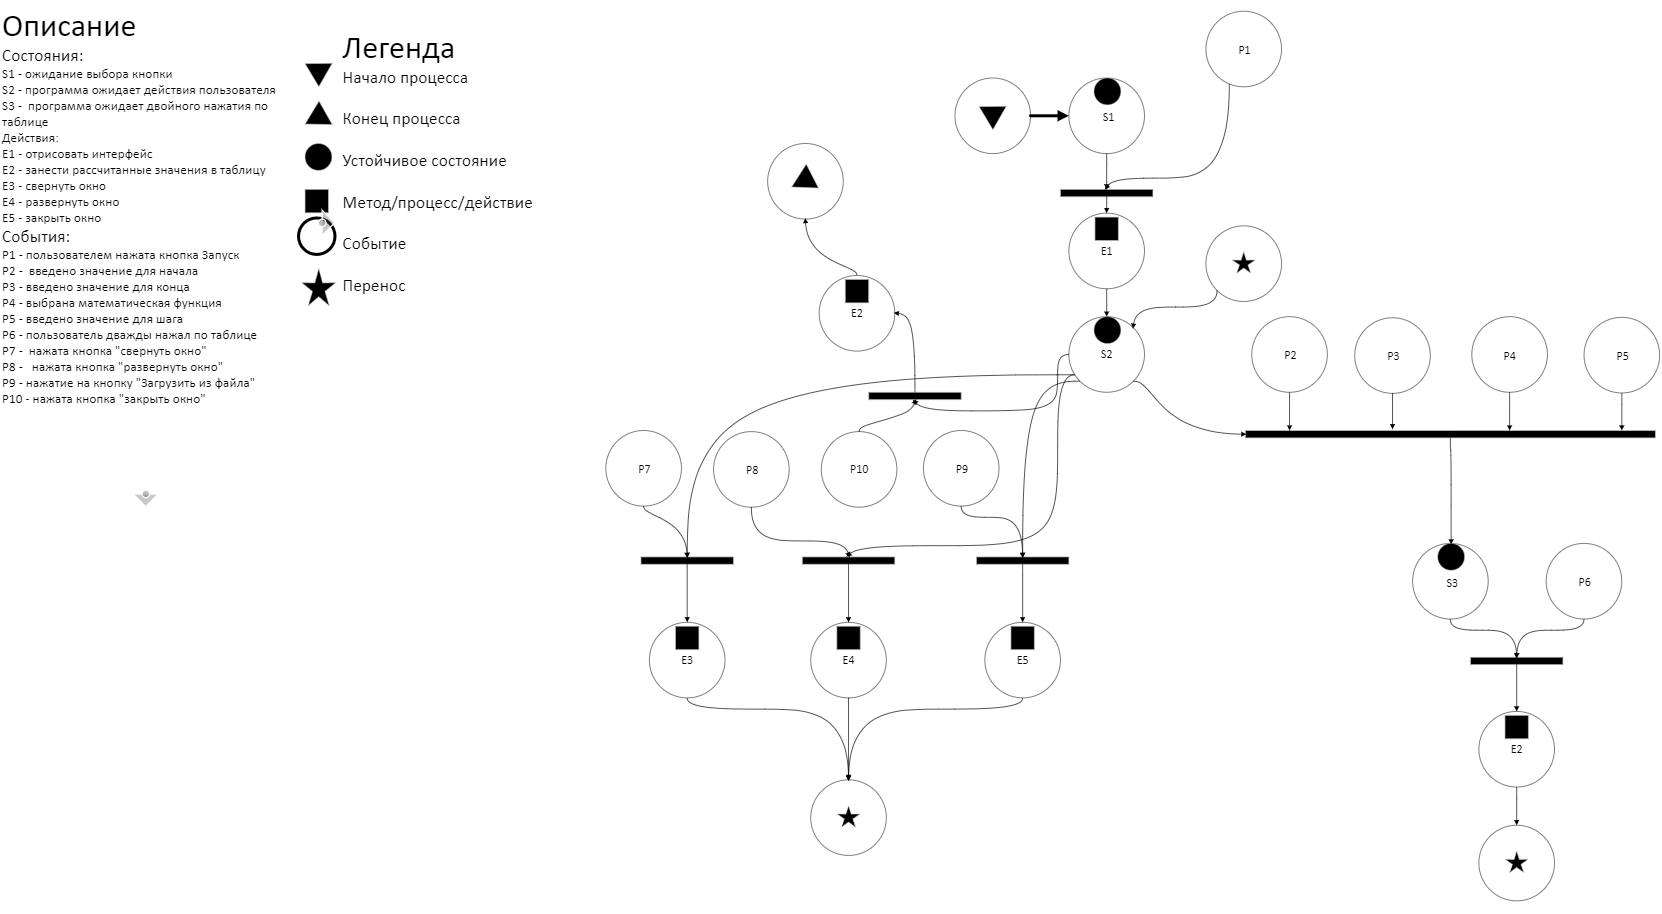 Описание
Состояния:
S1 - ожидание выбора кнопки
S2 - программа ожидает действия пользователя
S3 - программа ожидает двойного нажатия по
таблице
Действия:
E1 - отрисовать интерфейс
E2 - занести рассчитанные значения в таблицу
E3 - свернуть окно
E4 - развернуть окно
E5 - закрыть окно
События:
P1 - пользователем нажата кнопка Запуск
P2 - введено значение для начала
P3 - введено значение для конца
P4 - выбрана математическая функция
P5 - введено значение для шага
P6 - пользователь дважды нажал по таблице
P7 - нажата кнопка "свернуть окно"
P8 - нажата кнопка "развернуть окно"
P9 - нажатие на кнопку "Загрузить из файла"
P10 - нажата кнопка "закрыть окно"
Легенда
Начало процесса
Конец процесса
Устойчивое состояние
Метод/процесс/действие
Событие
Перенос
P1
S1
E1
E2
S2
P2
P3
P4
P5
P7
P8
P10
P9
S3
P6
E3
E4
E5
E2